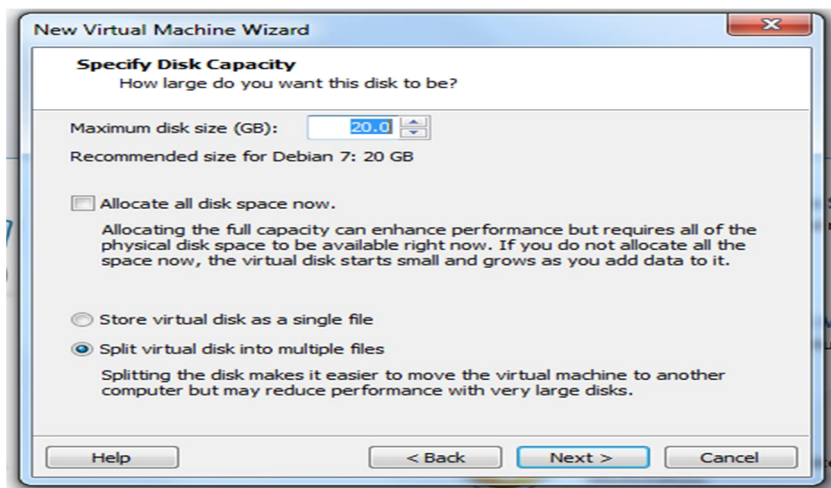 New Virtual Machine Wizard
Specify Disk Capacity
How large do you want this disk to be?
Maximum disk size (GB): 20.0
Recommended size for Debian 7: 20 GB
Allocate all disk space now.
Allocating the full capacity can enhance performance but requires all of the
physical disk space to be available right now. If you do not allocate all the
space now, the virtual disk starts small and grows as you add data to it.
Store virtual disk as a single file
Split virtual disk into multiple files
Splitting the disk makes it easier to move the virtual machine to another
computer but may reduce performance with very large disks.
Help < Back Next > Cancel